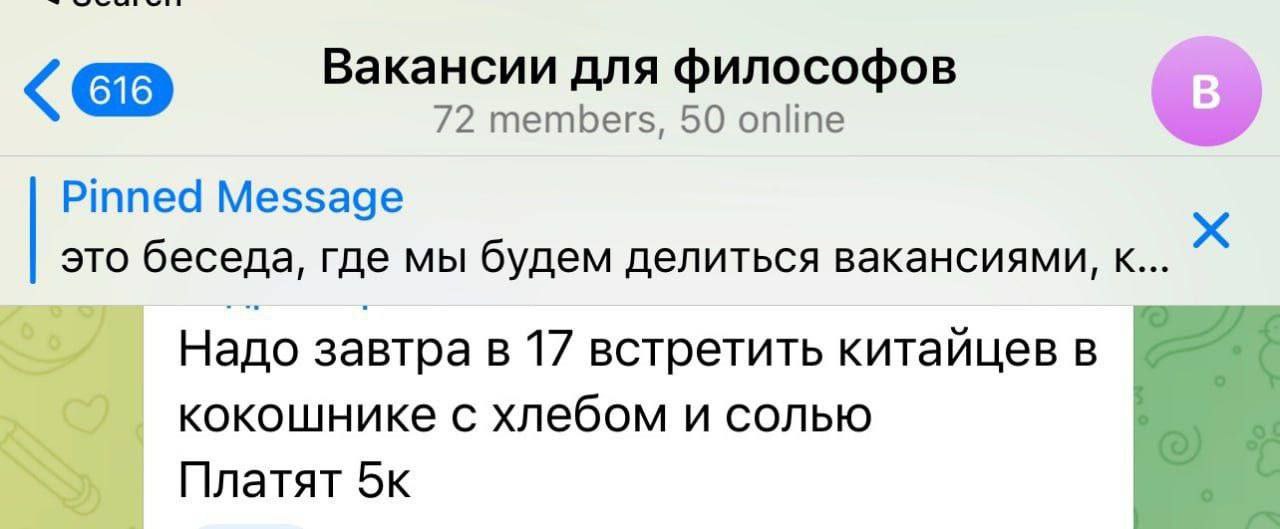 616
Вакансии для философов
72 members, 50 online
В
Pinned Message
это беседа, где мы будем делиться вакансиями, к...
Надо завтра в 17 встретить китайцев в
кокошнике с хлебом и солью
Платят 5к